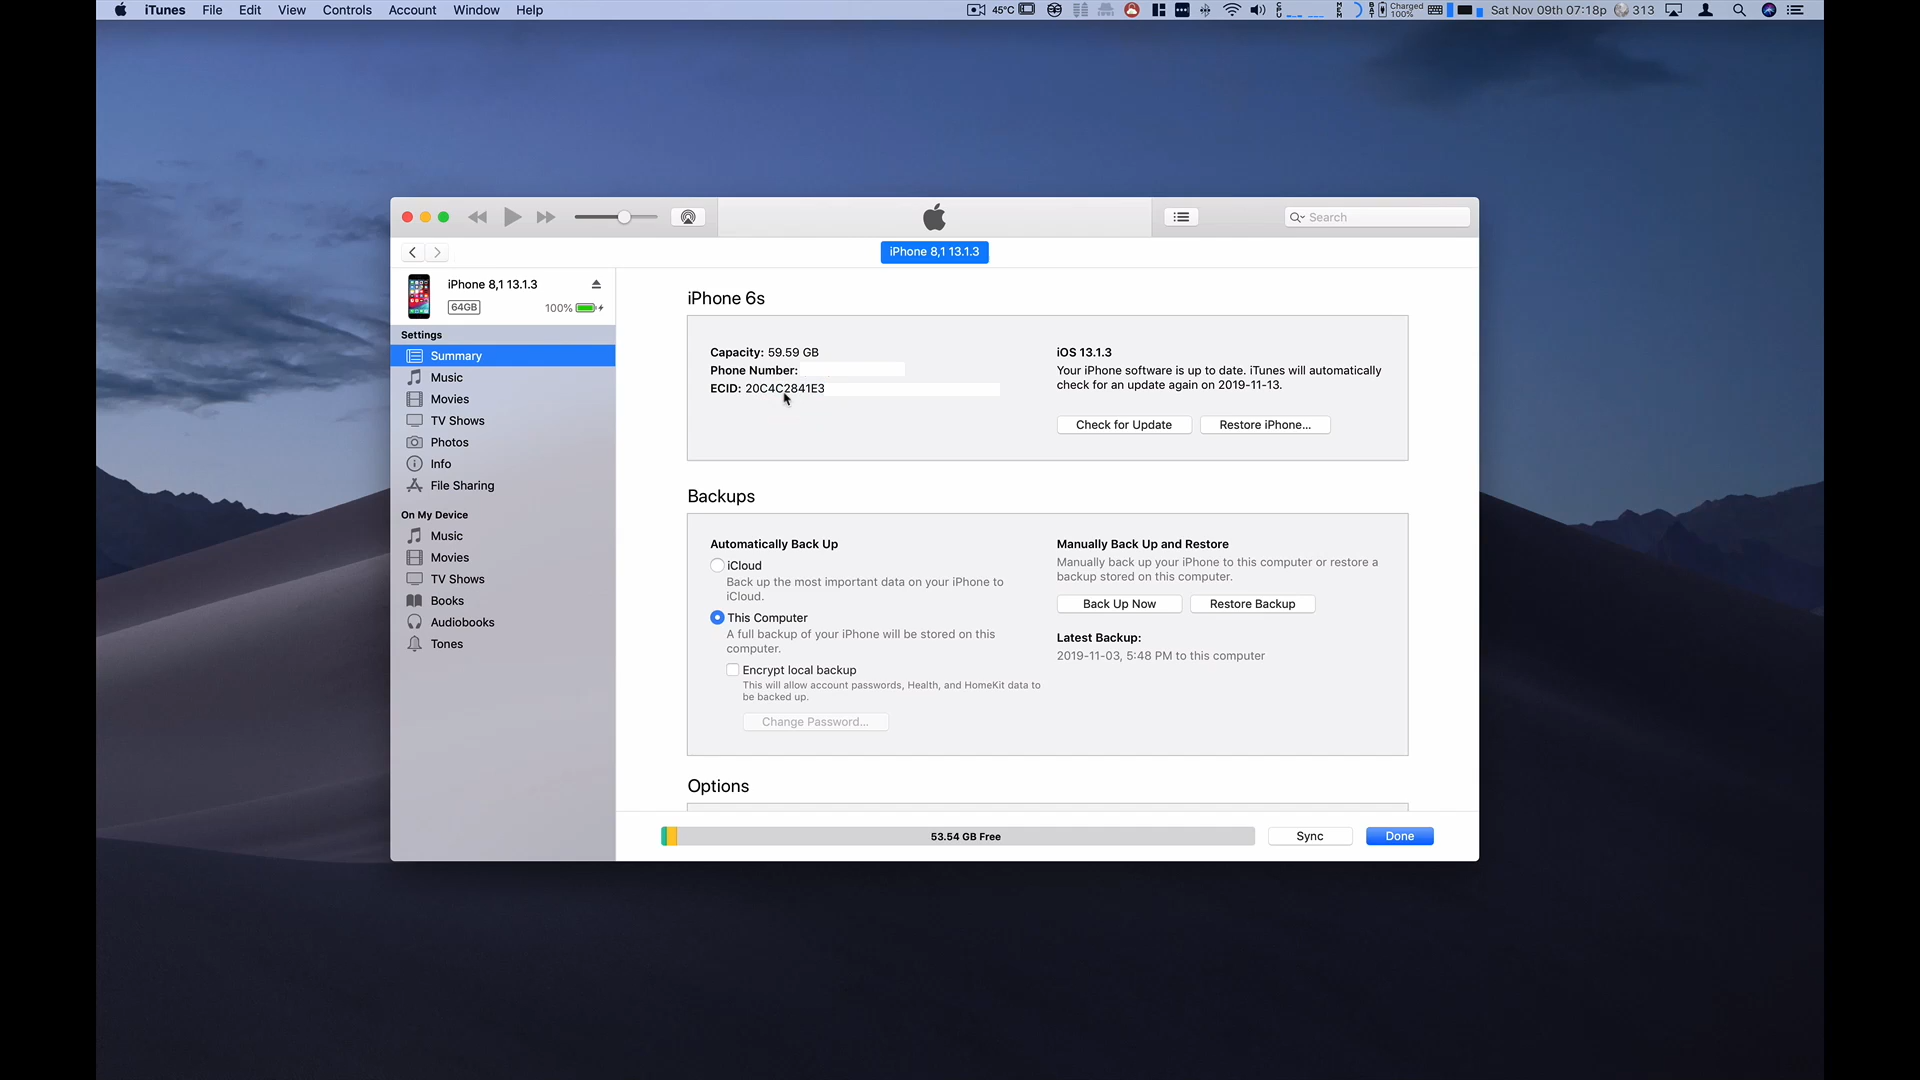 iTunes File Edit View Controls Account Window Help
45°C
Charged
100%
Sat Nov 09th 07:18p
313
Search
iPhone 8,1 13.1.3
iPhone 8,1 13.1.3
64GB
100%
Settings
Summary
Music
Movies
TV Shows
Photos
Info
File Sharing
On My Device
Music
Movies
TV Shows
Books
Audiobooks
Tones
iPhone 6s
Capacity: 59.59 GB
Phone Number:
ECID: 20C4C2841E3
iOS 13.1.3
Your iPhone software is up to date. iTunes will automatically
check for an update again on 2019-11-13.
Check for Update
Restore iPhone...
Backups
Automatically Back Up
iCloud
Back up the most important data on your iPhone to
iCloud.
This Computer
A full backup of your iPhone will be stored on this
computer.
Encrypt local backup
This will allow account passwords, Health, and HomeKit data to
be backed up.
Change Password...
Manually Back Up and Restore
Manually back up your iPhone to this computer or restore a
backup stored on this computer.
Back Up Now
Restore Backup
Latest Backup:
2019-11-03, 5:48 PM to this computer
Options
53.54 GB Free
Sync
Done